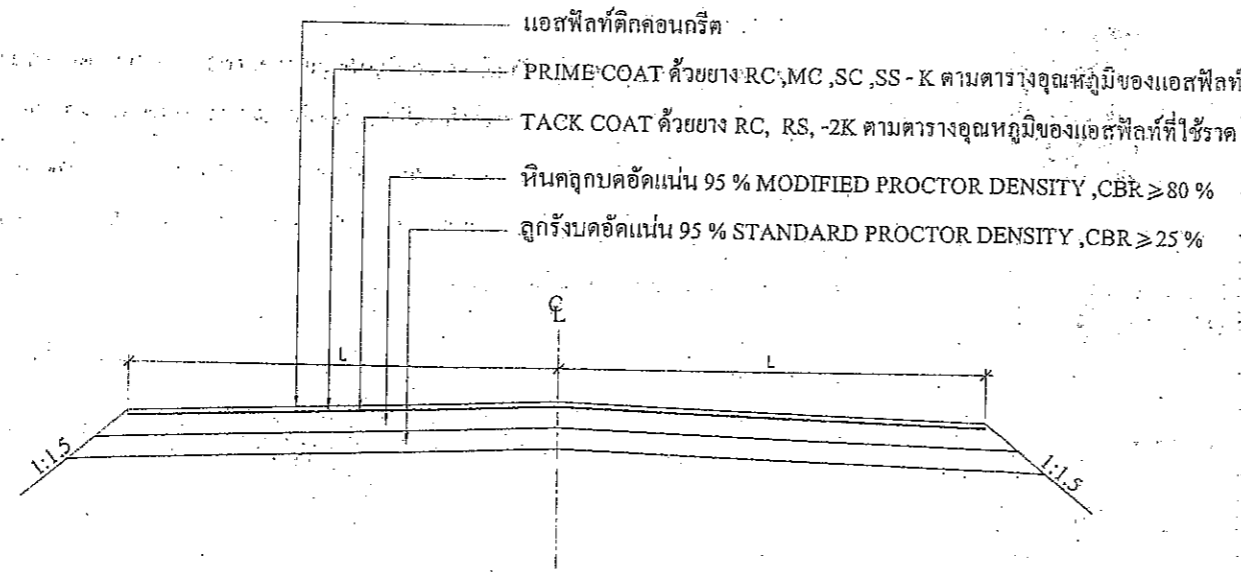 แอสฟัลท์ติกคอนกรีต
PRIME COAT ด้วยยาง RC,MC ,SC ,SS - K ตามตารางอุณหภูมิของแอสฟัลท์
TACK COAT ด้วยยาง RC, RS, -2K ตามตารางอุณหภูมิของแอสฟัลท์ที่ใช้ราด
หินคลุกบดอัดแน่น 95 % MODIFIED PROCTOR DENSITY ,CBR ≥ 80 %
ลูกรังบดอัดแน่น 95 % STANDARD PROCTOR DENSITY ,CBR ≥ 25 %
℄
L L
1:1.5 1:1.5